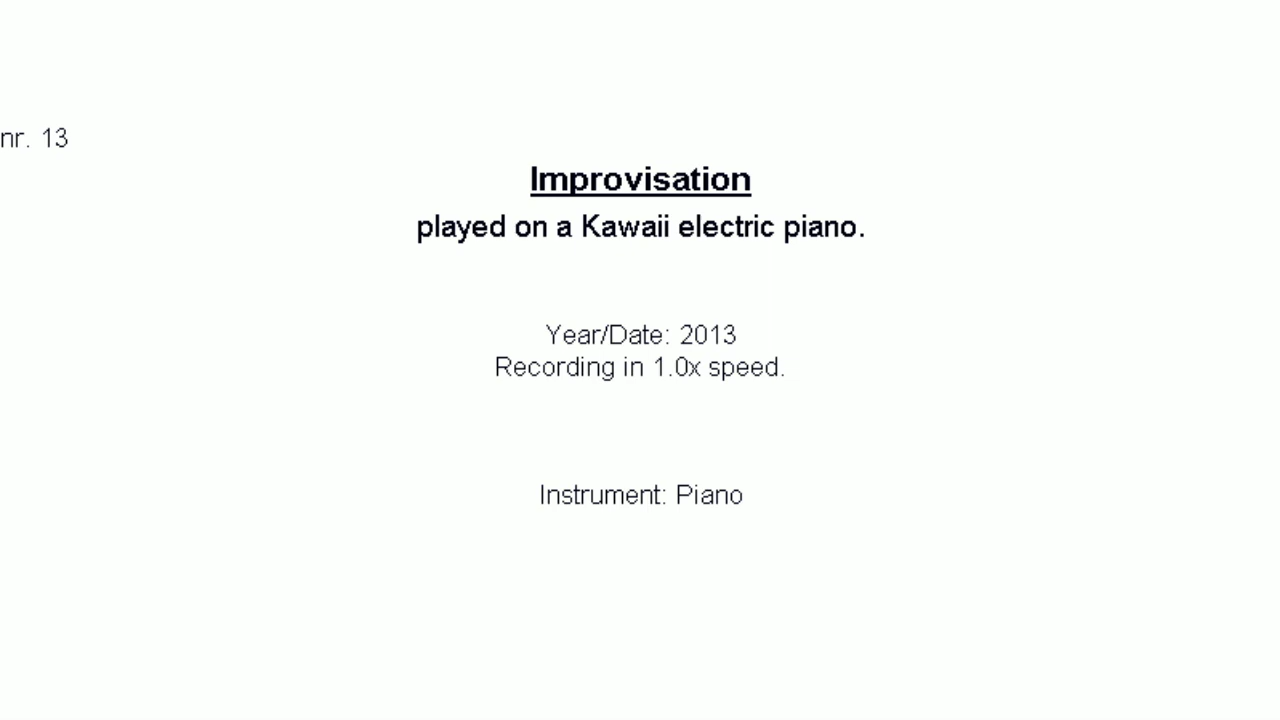 nr. 13
Improvisation
played on a Kawaii electric piano.
Year/Date: 2013
Recording in 1.0x speed.
Instrument: Piano